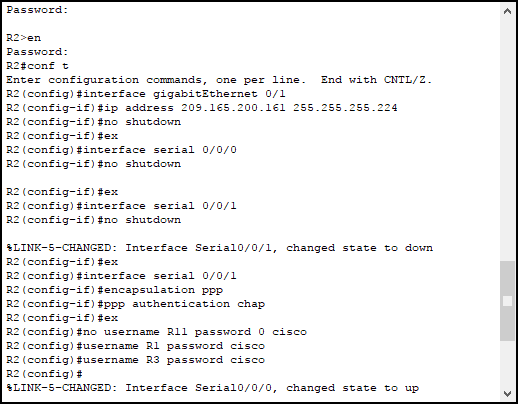 Password:
R2>en
Password:
R2#conf t
Enter configuration commands, one per line.  End with CNTL/Z.
R2(config)#interface gigabitEthernet 0/1
R2(config-if)#ip address 209.165.200.161 255.255.255.224
R2(config-if)#no shutdown
R2(config-if)#ex
R2(config)#interface serial 0/0/0
R2(config-if)#no shutdown
R2(config-if)#ex
R2(config)#interface serial 0/0/1
R2(config-if)#no shutdown
%LINK-5-CHANGED: Interface Serial0/0/1, changed state to down
R2(config-if)#ex
R2(config)#interface serial 0/0/1
R2(config-if)#encapsulation ppp
R2(config-if)#ppp authentication chap
R2(config-if)#ex
R2(config)#no username R11 password 0 cisco
R2(config)#username R1 password cisco
R2(config)#username R3 password cisco
R2(config)#
%LINK-5-CHANGED: Interface Serial0/0/0, changed state to up